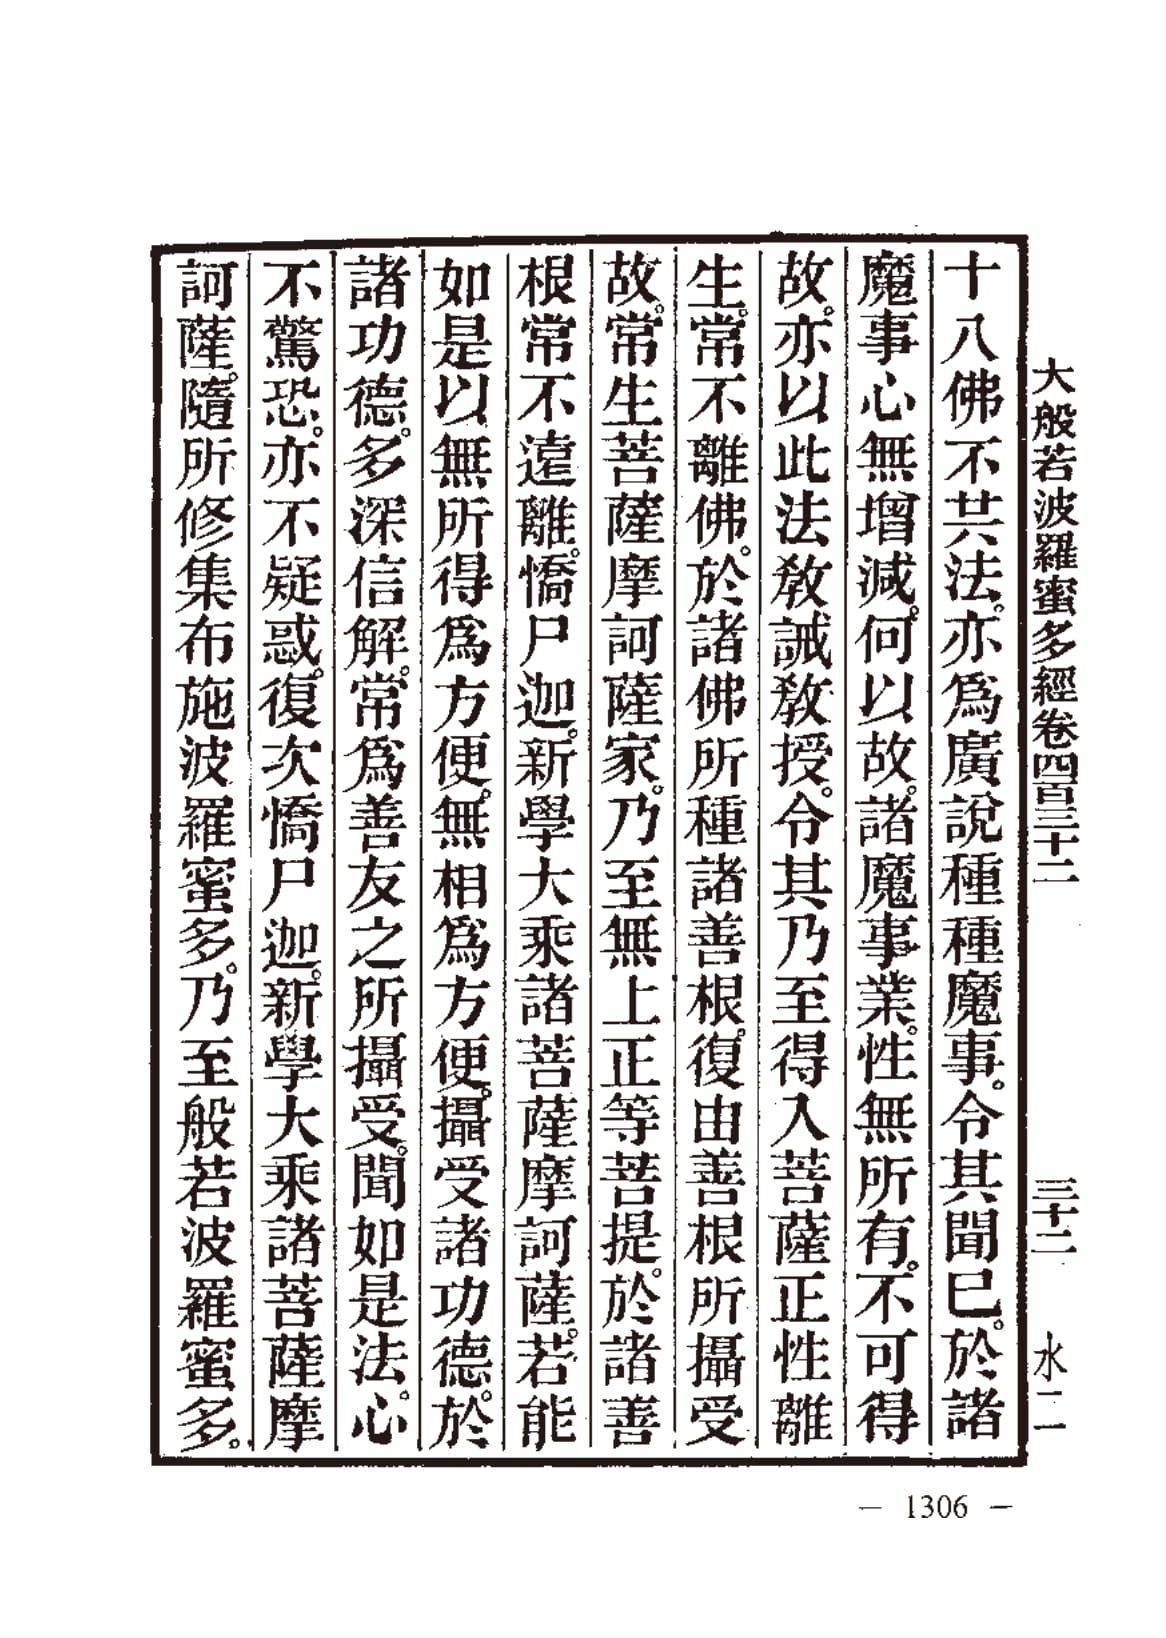 大般若波羅蜜多經卷四百三十二　三十二　水二
十八佛不共法。亦爲廣說種種魔事。令其聞已。於諸
魔事心無增減。何以故。諸魔事業。性無所有。不可得
故。亦以此法教誡教授。令其乃至得入菩薩正性離
生。常不離佛。於諸佛所種諸善根。復由善根所攝受
故。常生菩薩摩訶薩家。乃至無上正等菩提。於諸善
根常不遠離。憍尸迦。新學大乘諸菩薩摩訶薩。若能
如是以無所得爲方便。無相爲方便。攝受諸功德。於
諸功德。多深信解。常爲善友之所攝受。聞如是法。心
不驚恐。亦不疑惑。復次憍尸迦。新學大乘諸菩薩摩
訶薩。隨所修集布施波羅蜜多。乃至般若波羅蜜多。
— 1306 —